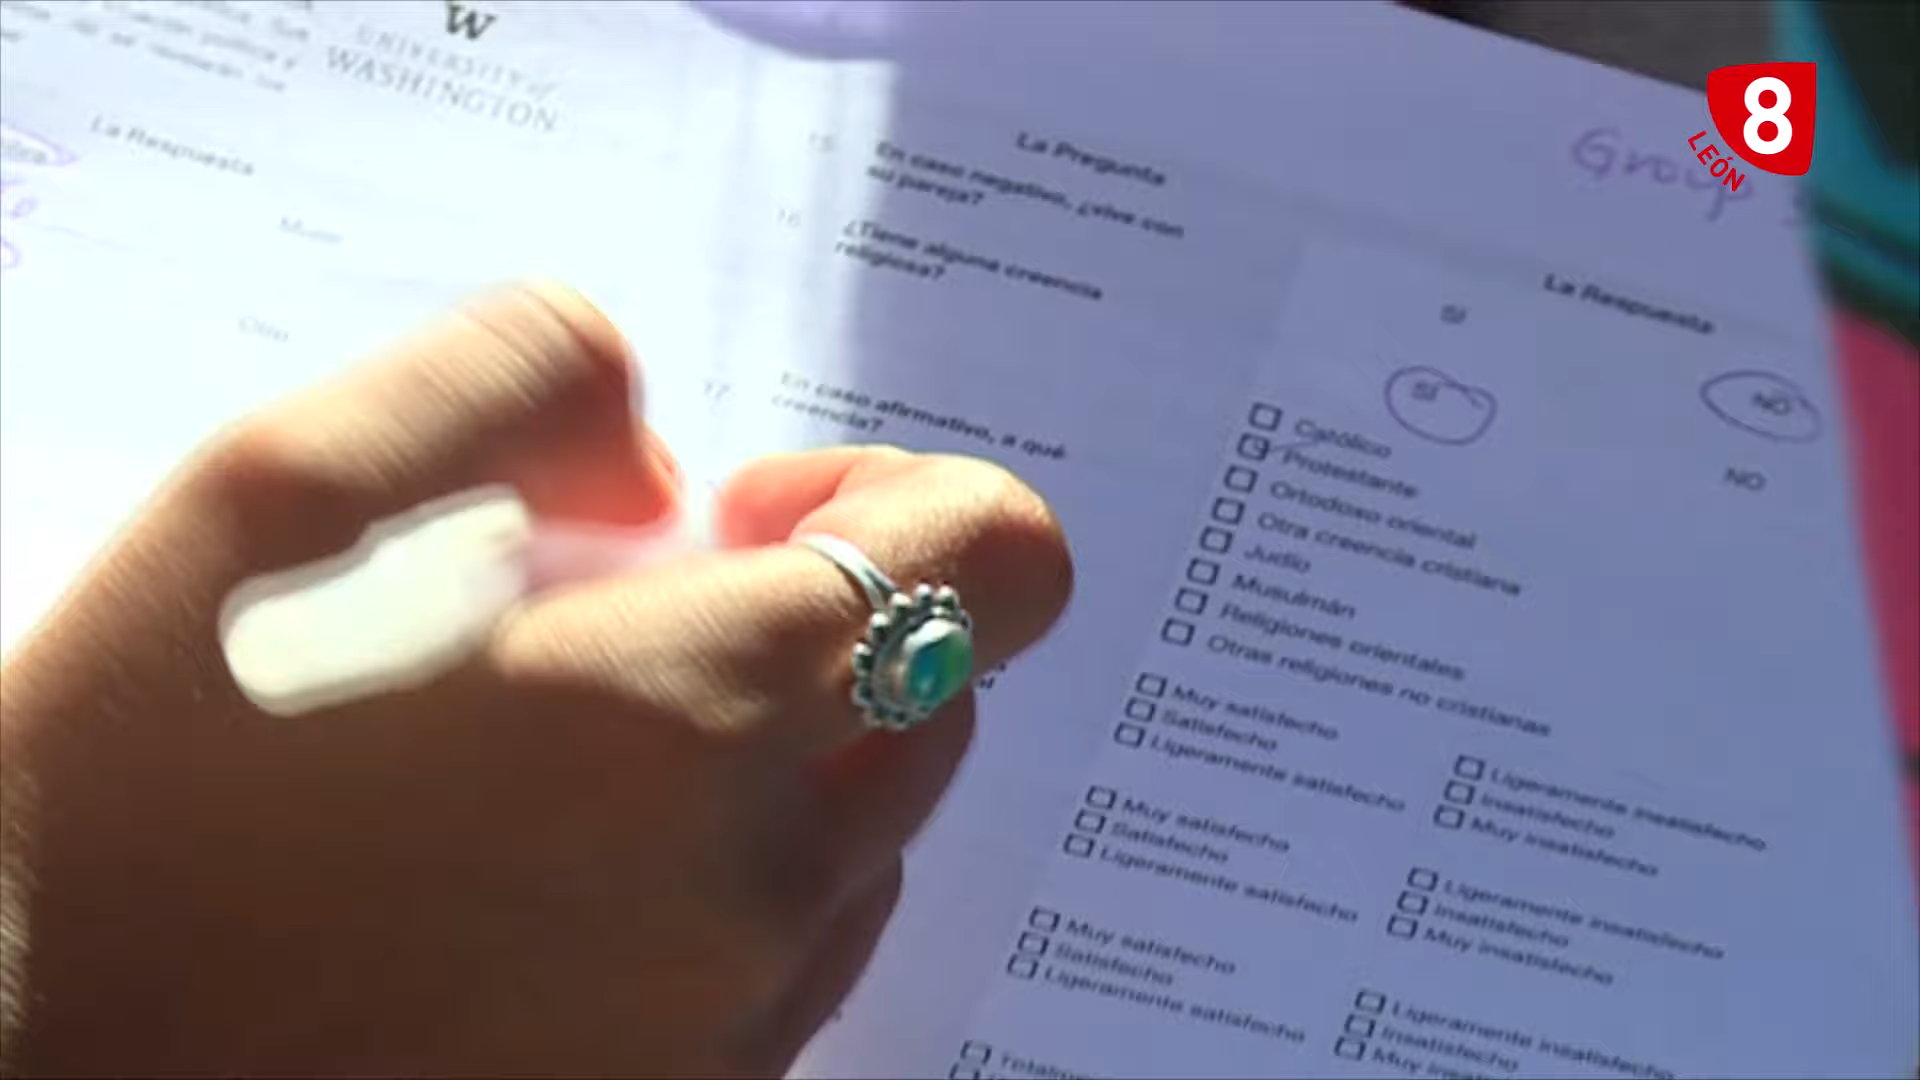 W
UNIVERSITY of
WASHINGTON
La Respuesta
Mujer
Otro
La Pregunta
15
En caso negativo, ¿vive con
su pareja?
16
¿Tiene alguna creencia
religiosa?
17
En caso afirmativo, a qué
creencia?
Group
La Respuesta
SI
NO
SI
NO
Católico
Protestante
Ortodoso oriental
Otra creencia cristiana
Judío
Musulmán
Religiones orientales
Otras religiones no cristianas
Muy satisfecho
Satisfecho
Ligeramente satisfecho
Ligeramente insatisfecho
Insatisfecho
Muy insatisfecho
Muy satisfecho
Satisfecho
Ligeramente satisfecho
Ligeramente insatisfecho
Insatisfecho
Muy insatisfecho
Muy satisfecho
Satisfecho
Ligeramente satisfecho
Ligeramente insatisfecho
Insatisfecho
8
LEÓN